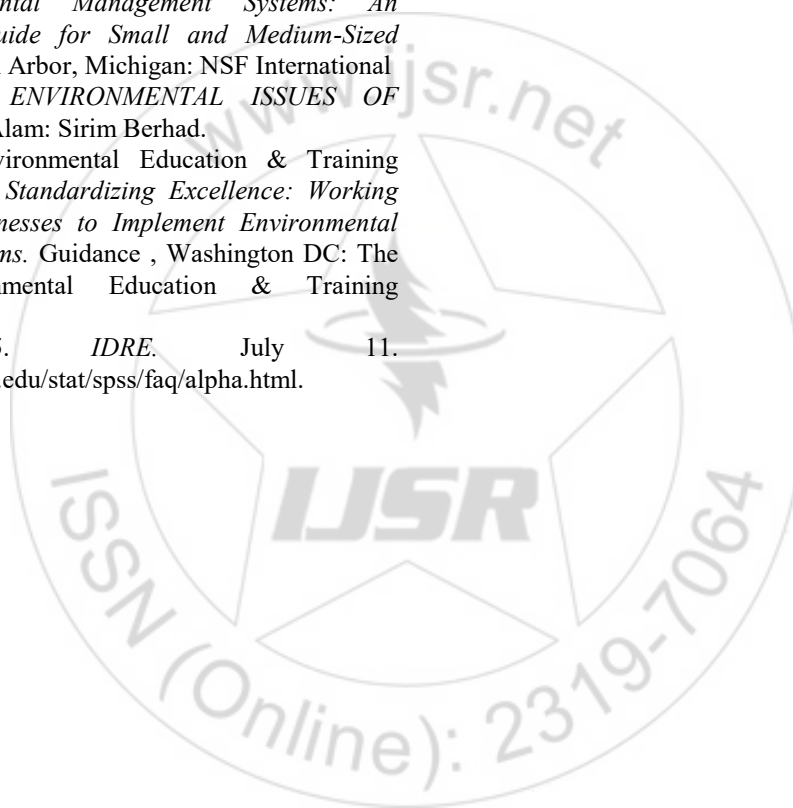 ntal Management Systems: An
uide for Small and Medium-Sized
Arbor, Michigan: NSF International
ENVIRONMENTAL ISSUES OF
Alam: Sirim Berhad.
vironmental Education & Training
Standardizing Excellence: Working
nesses to Implement Environmental
ms. Guidance , Washington DC: The
nmental Education & Training
5. IDRE. July 11.
.edu/stat/spss/faq/alpha.html.
www.ijsr.net
IJSR
ISSN (Online): 2319-7064